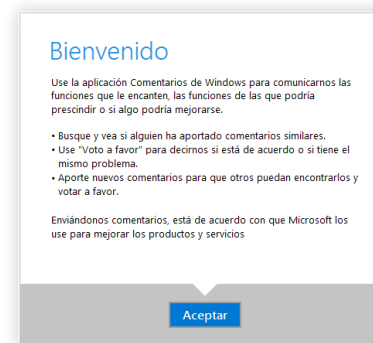 Bienvenido
Use la aplicación Comentarios de Windows para comunicarnos las
funciones que le encanten, las funciones de las que podría
prescindir o si algo podría mejorarse.
• Busque y vea si alguien ha aportado comentarios similares.
• Use "Voto a favor" para decirnos si está de acuerdo o si tiene el
mismo problema.
• Aporte nuevos comentarios para que otros puedan encontrarlos y
votar a favor.
Enviándonos comentarios, está de acuerdo con que Microsoft los
use para mejorar los productos y servicios
Aceptar